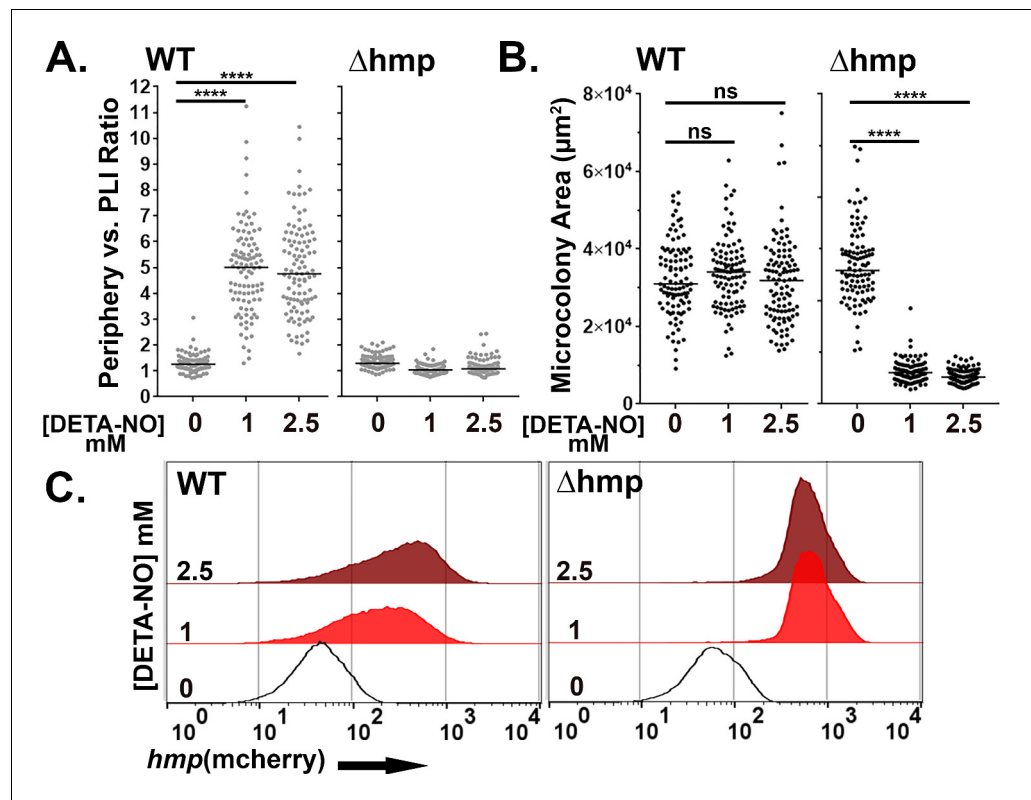 A.
WT
Δhmp
****
****
Periphery vs. PLI Ratio
12
11
10
9
8
7
6
5
4
3
2
1
0
[DETA-NO] mM
0 1 2.5
0 1 2.5
B.
WT
Δhmp
ns
ns
****
****
Microcolony Area (µm²)
8×10⁴
6×10⁴
4×10⁴
2×10⁴
0
[DETA-NO] mM
0 1 2.5
0 1 2.5
C.
WT
Δhmp
[DETA-NO] mM
2.5
1
0
2.5
1
0
10⁰ 10¹ 10² 10³ 10⁴
10⁰ 10¹ 10² 10³ 10⁴
hmp(mcherry)